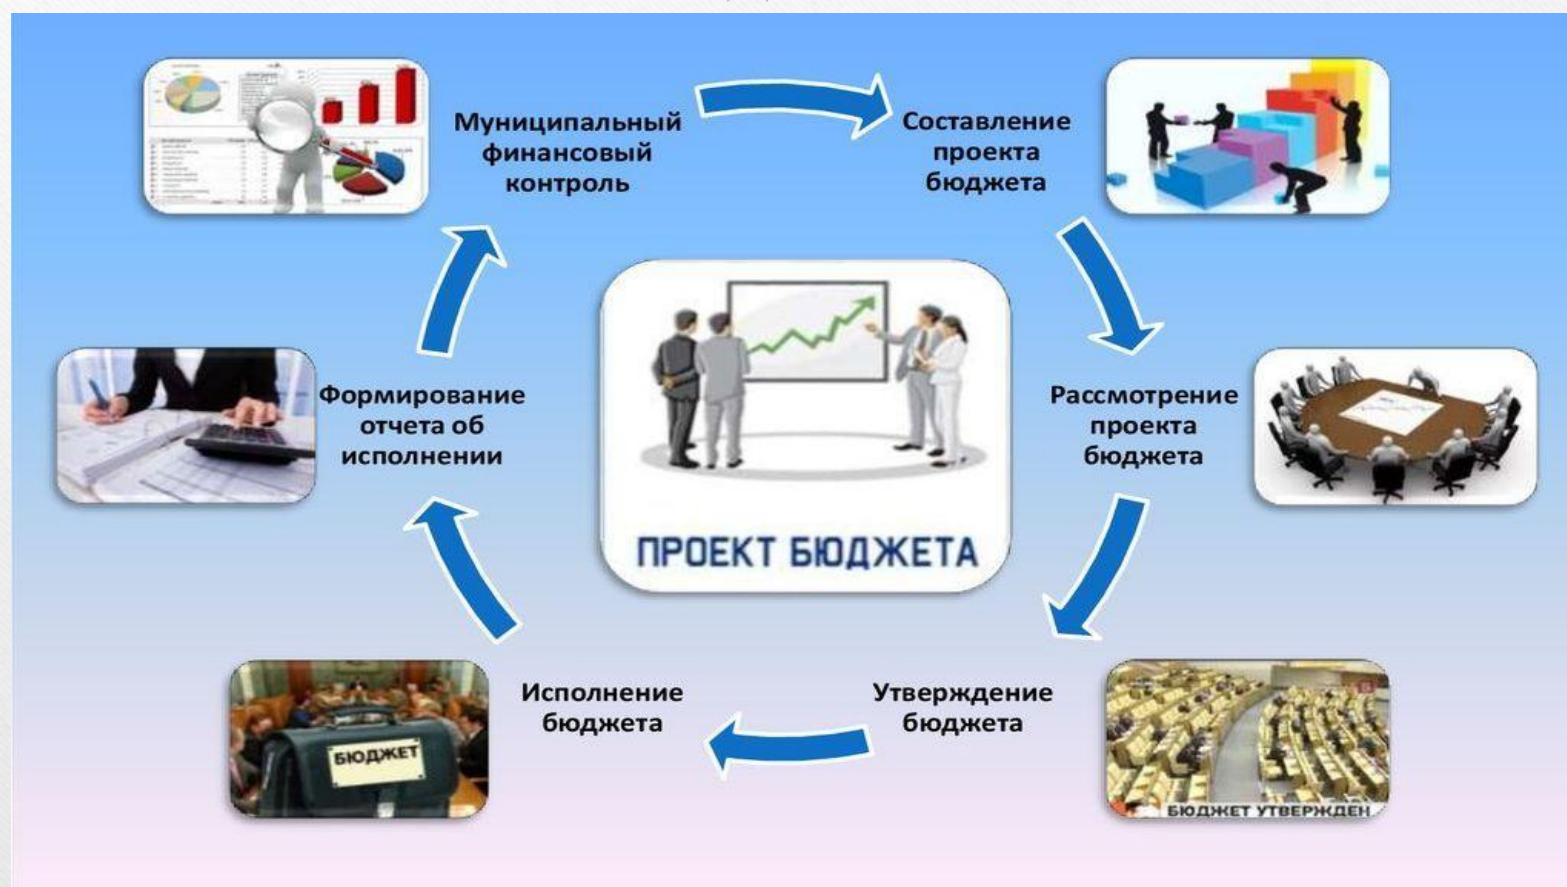 Муниципальный
финансовый
контроль
Составление
проекта
бюджета
Формирование
отчета об
исполнении
Рассмотрение
проекта
бюджета
ПРОЕКТ БЮДЖЕТА
Исполнение
бюджета
Утверждение
бюджета
БЮДЖЕТ
БЮДЖЕТ УТВЕРЖДЕН